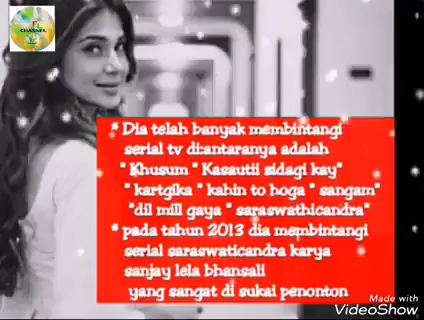 CHANNEL
* Dia telah banyak membintangi
serial tv di:antaranya adalah
" Khusum " Kasautii zidagi kay"
" kartgika " kahin to hoga " sangam"
"dil mill gaya " saraswathicandra"
* pada tahun 2013 dia membintangi
serial saraswaticandra karya
sanjay lela bhansali
yang sangat di sukai penonton
Made with
VideoShow